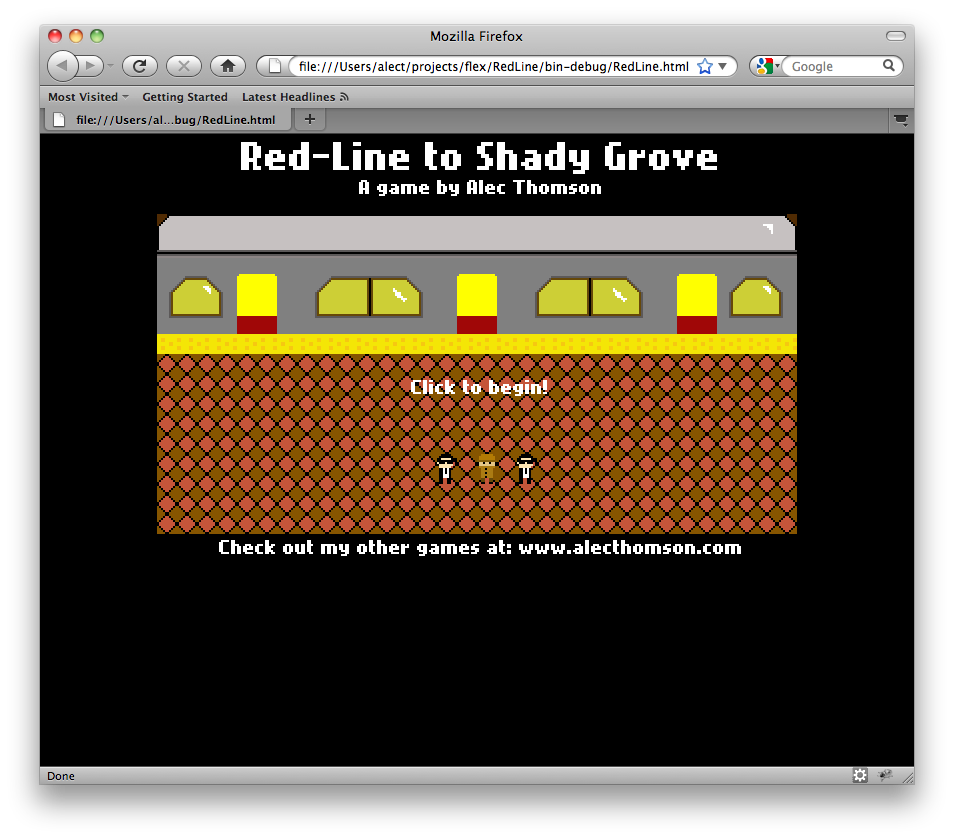 Mozilla Firefox
file:///Users/alect/projects/flex/RedLine/bin-debug/RedLine.html
Google
Most Visited
Getting Started
Latest Headlines
file:///Users/al...bug/RedLine.html
+
Red-Line to Shady Grove
A game by Alec Thomson
Click to begin!
Check out my other games at: www.alecthomson.com
Done